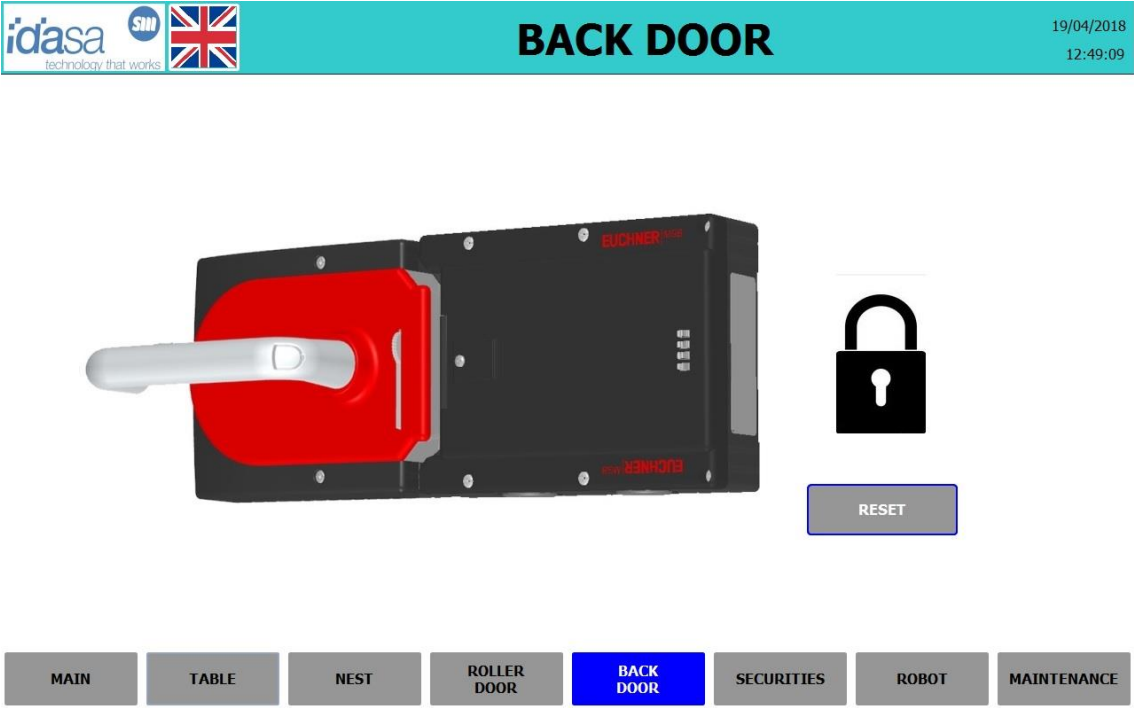 idasa
sm
technology that works
BACK DOOR
19/04/2018
12:49:09
EUCHNER MGB
EUCHNER
RESET
MAIN
TABLE
NEST
ROLLER
DOOR
BACK
DOOR
SECURITIES
ROBOT
MAINTENANCE